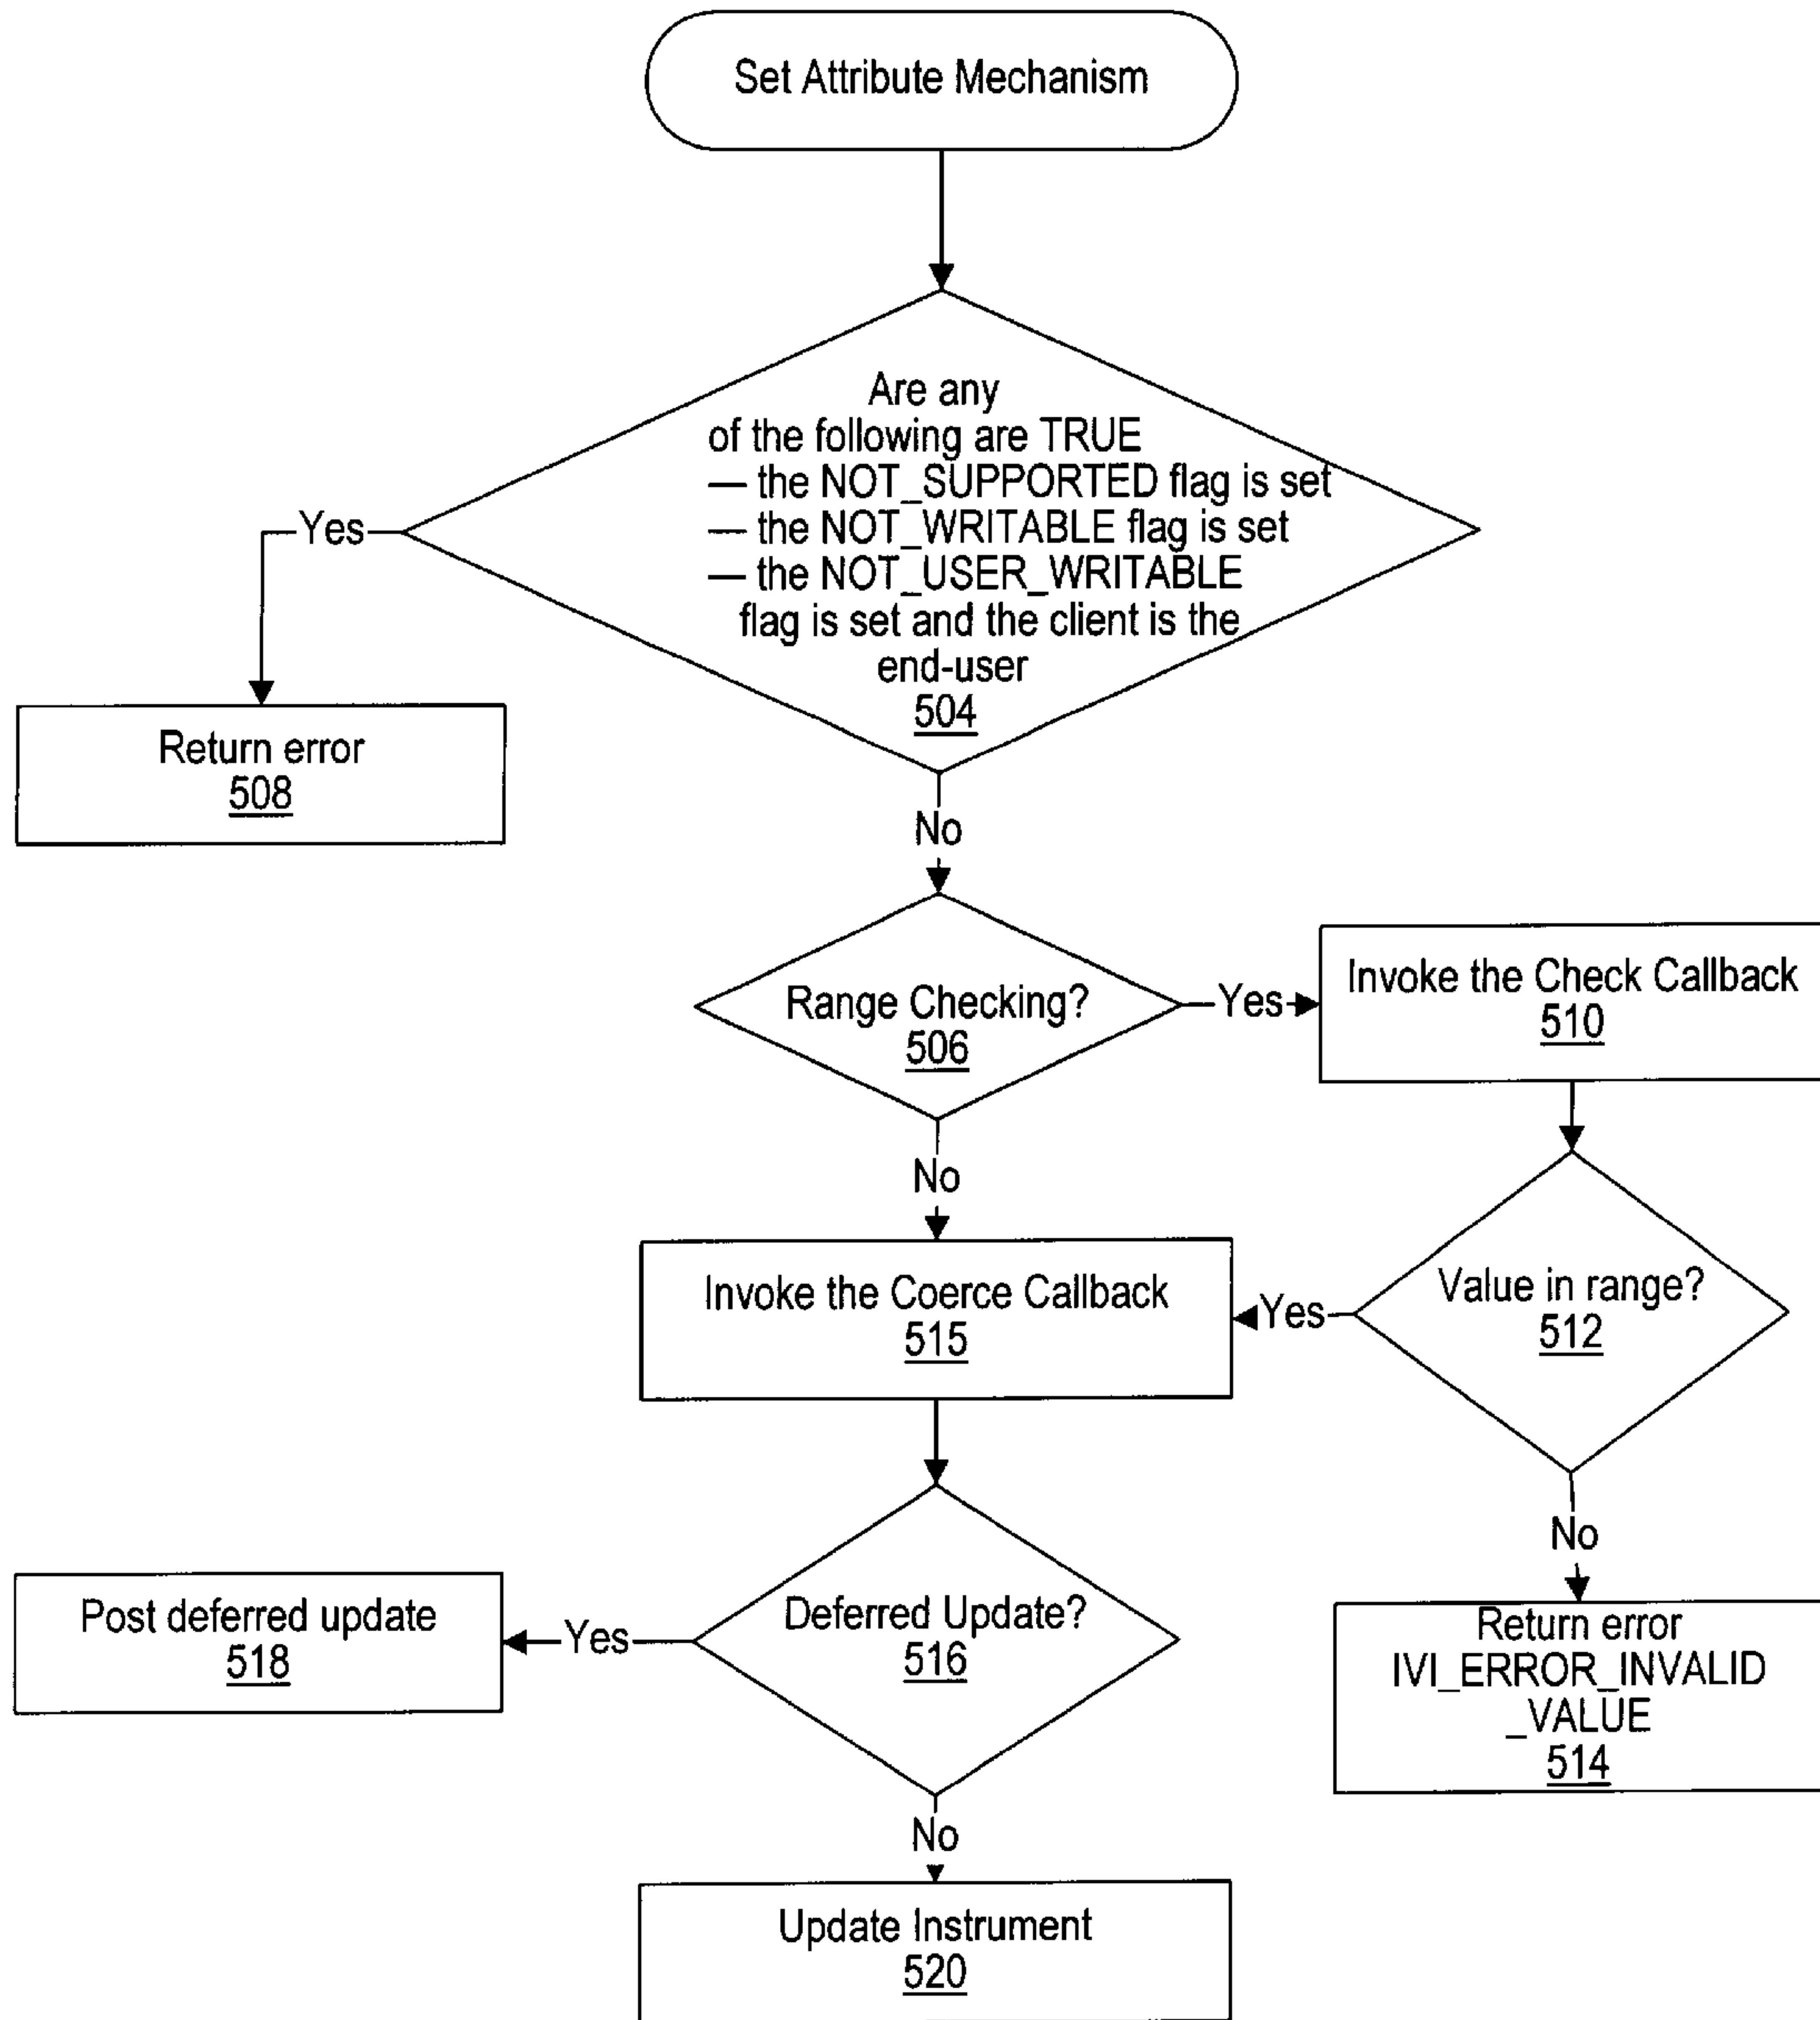 Set Attribute Mechanism
Are any
of the following are TRUE
— the NOT_SUPPORTED flag is set
— the NOT_WRITABLE flag is set
— the NOT_USER_WRITABLE
flag is set and the client is the
end-user
504
Yes
Return error
508
No
Range Checking?
506
Yes
Invoke the Check Callback
510
No
Invoke the Coerce Callback
515
Yes
Value in range?
512
No
Return error
IVI_ERROR_INVALID
_VALUE
514
Deferred Update?
516
Yes
Post deferred update
518
No
Update Instrument
520